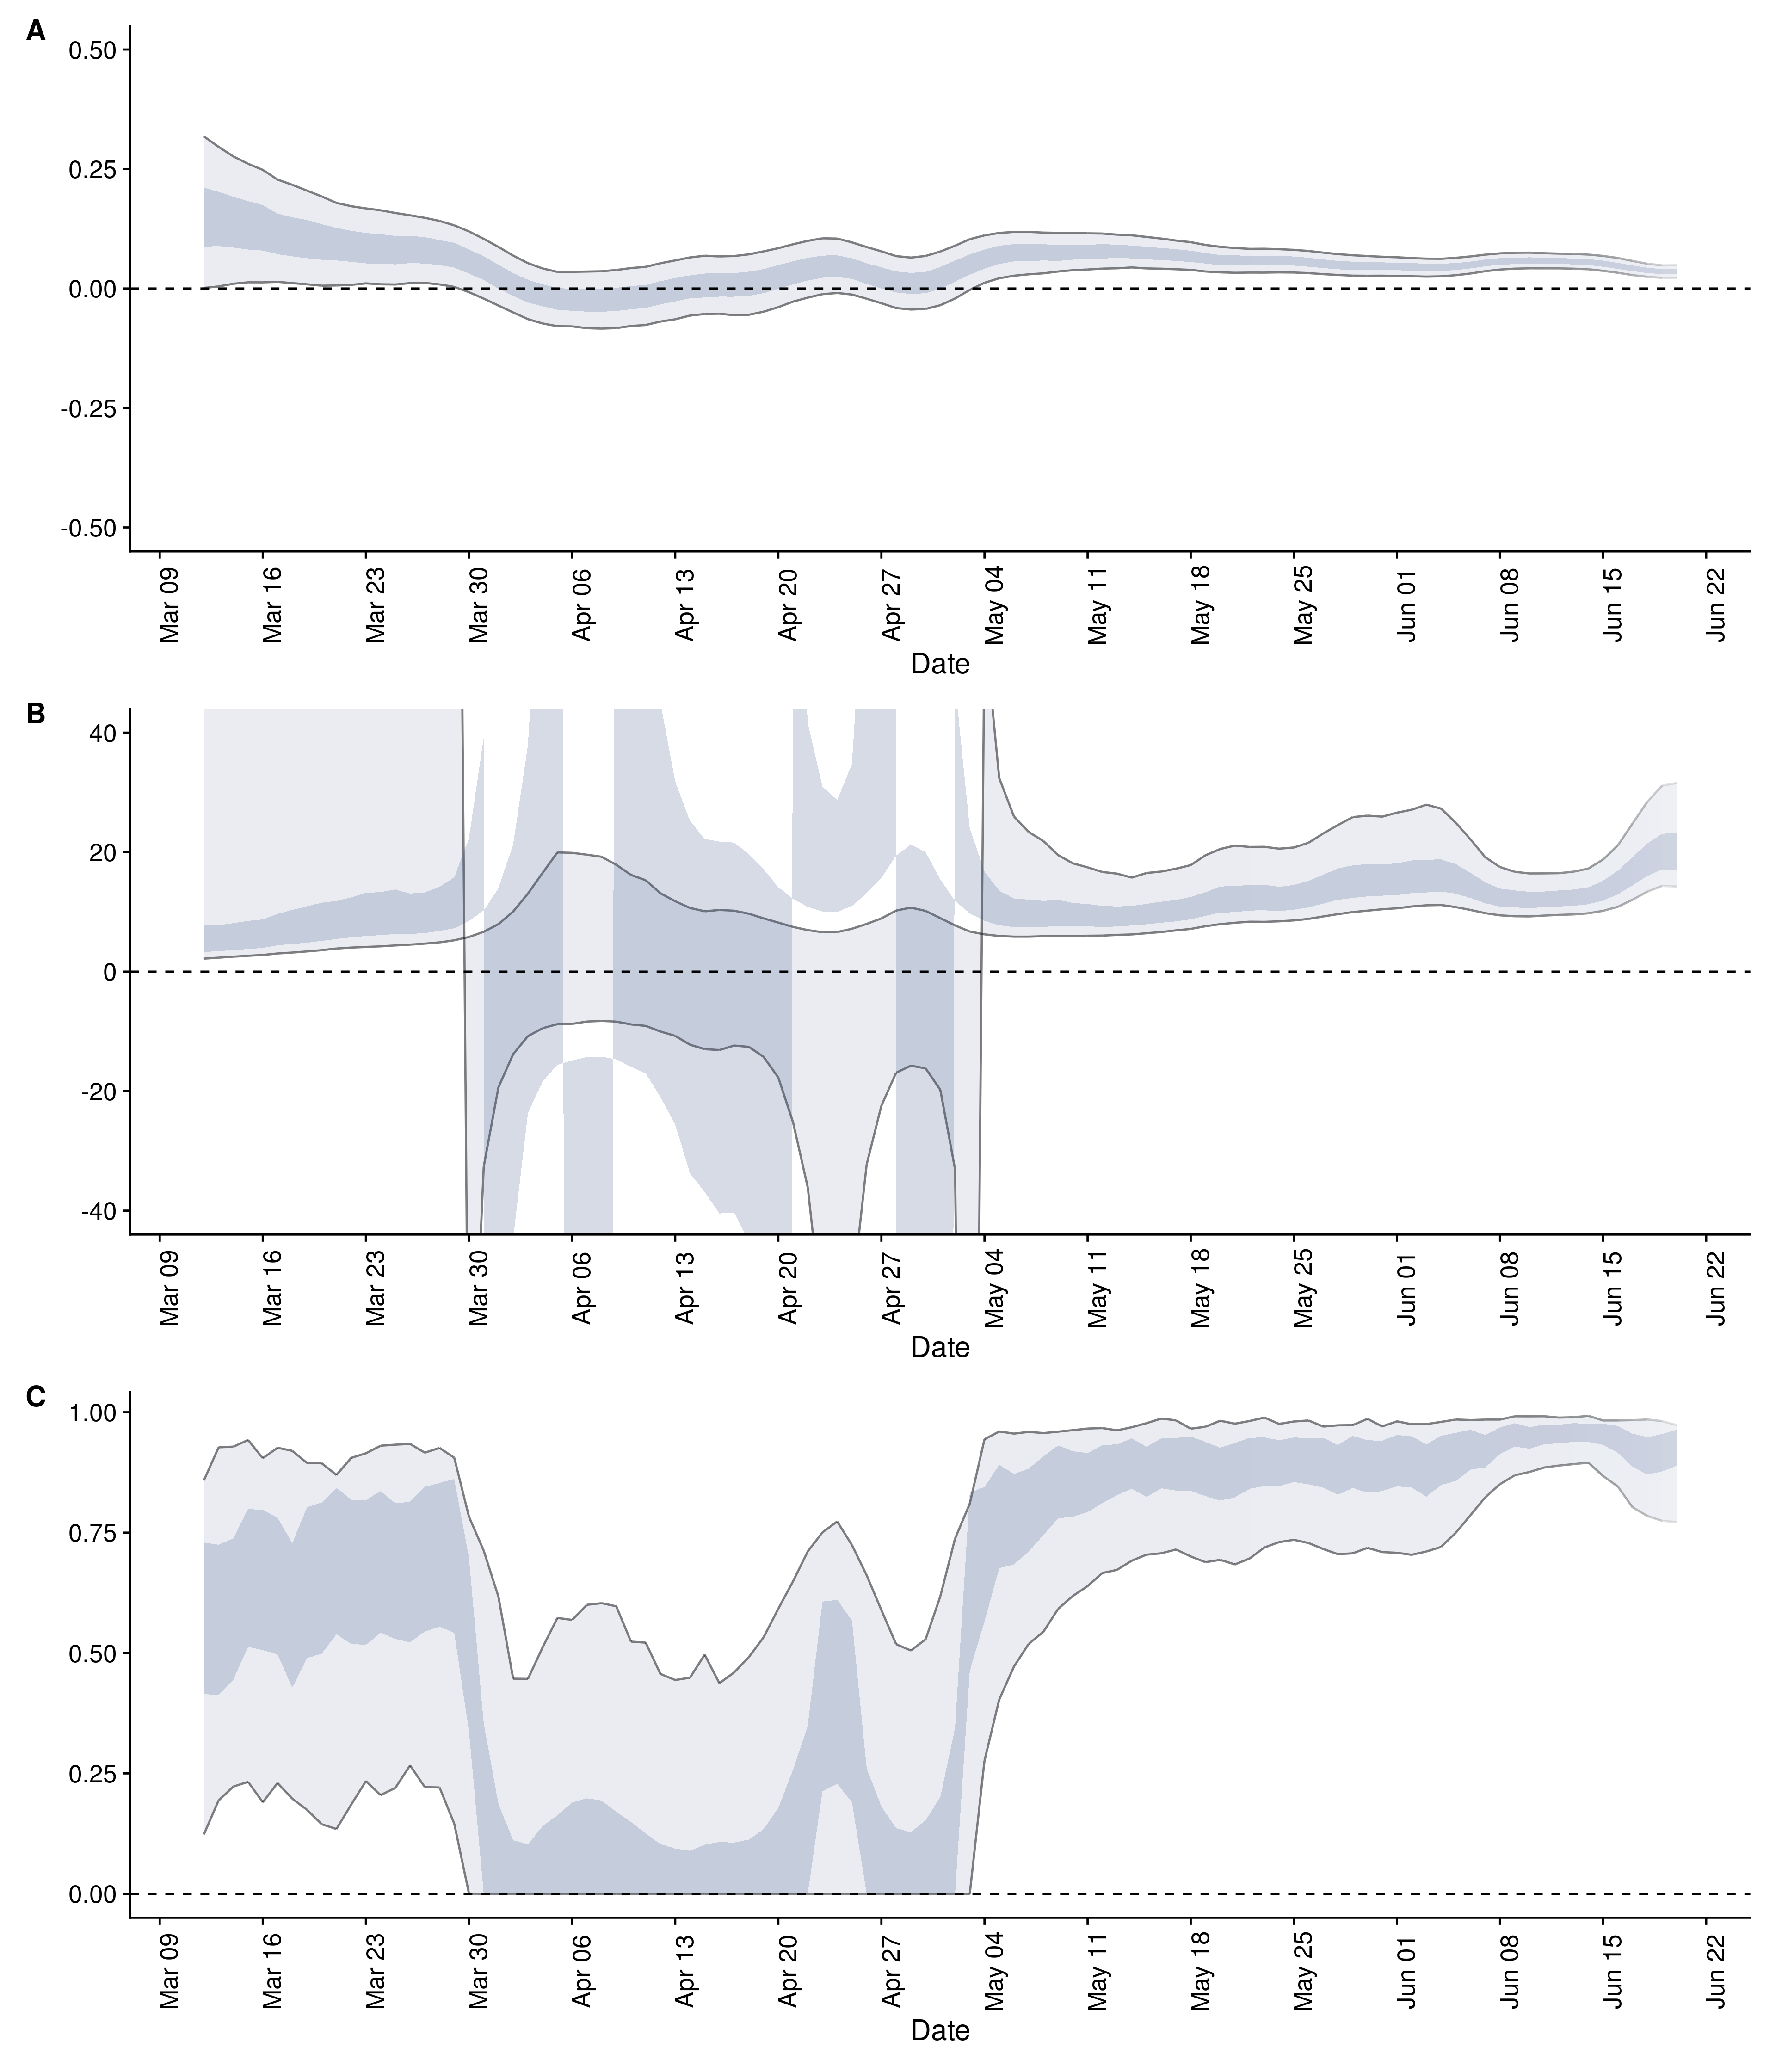 A
0.50
0.25
0.00
-0.25
-0.50
Mar 09
Mar 16
Mar 23
Mar 30
Apr 06
Apr 13
Apr 20
Apr 27
May 04
May 11
May 18
May 25
Jun 01
Jun 08
Jun 15
Jun 22
Date
B
40
20
0
-20
-40
Mar 09
Mar 16
Mar 23
Mar 30
Apr 06
Apr 13
Apr 20
Apr 27
May 04
May 11
May 18
May 25
Jun 01
Jun 08
Jun 15
Jun 22
Date
C
1.00
0.75
0.50
0.25
0.00
Mar 09
Mar 16
Mar 23
Mar 30
Apr 06
Apr 13
Apr 20
Apr 27
May 04
May 11
May 18
May 25
Jun 01
Jun 08
Jun 15
Jun 22
Date